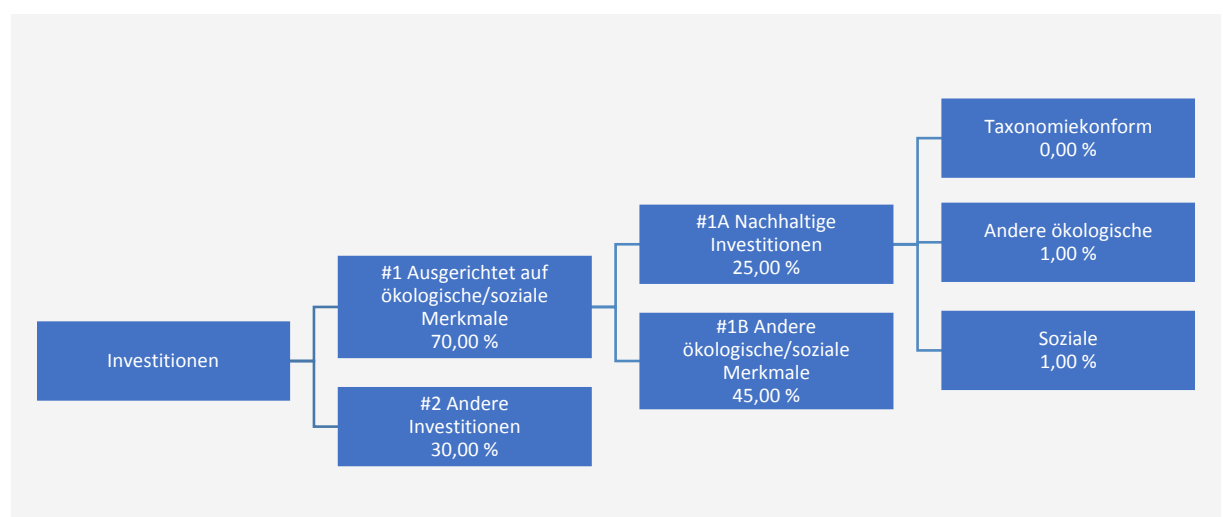 Investitionen
#1 Ausgerichtet auf
ökologische/soziale
Merkmale
70,00 %
#2 Andere
Investitionen
30,00 %
#1A Nachhaltige
Investitionen
25,00 %
#1B Andere
ökologische/soziale
Merkmale
45,00 %
Taxonomiekonform
0,00 %
Andere ökologische
1,00 %
Soziale
1,00 %